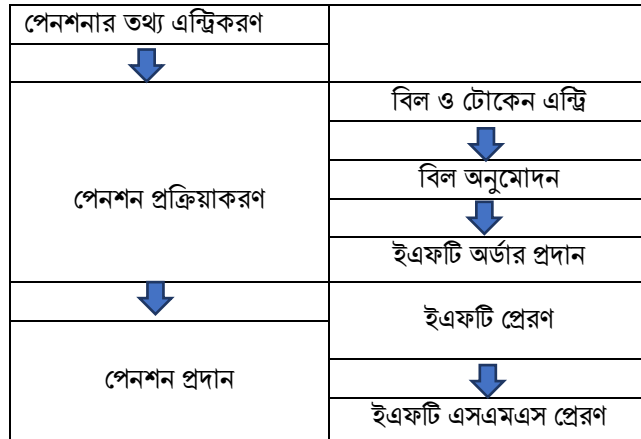 পেনশনার তথ্য এন্ট্রিকরণ
বিল ও টোকেন এন্ট্রি
বিল অনুমোদন
পেনশন প্রক্রিয়াকরণ
ইএফটি অর্ডার প্রদান
ইএফটি প্রেরণ
পেনশন প্রদান
ইএফটি এসএমএস প্রেরণ